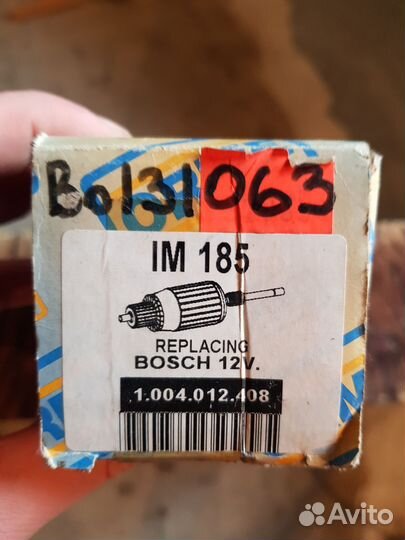 Bo131063
IM 185
REPLACING
BOSCH 12V.
1.004.012.408
Avito